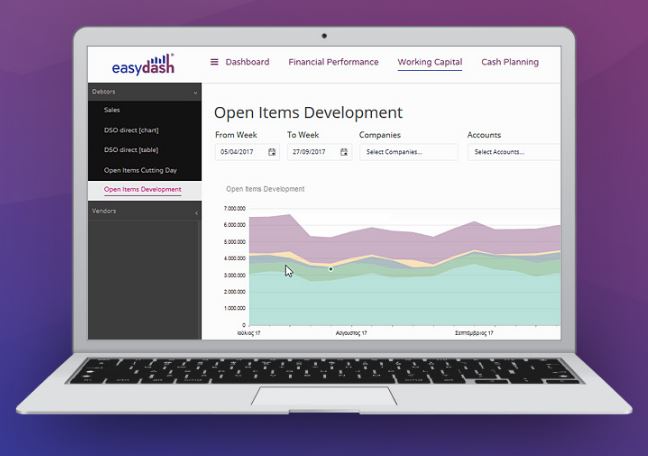 easydash
Dashboard Financial Performance Working Capital Cash Planning
Debtors
Sales
DSO direct [chart]
DSO direct [table]
Open Items Cutting Day
Open Items Development
Vendors
Open Items Development
From Week To Week Companies Accounts
05/04/2017 27/09/2017 Select Companies... Select Accounts...
Open Items Development
7.000.000
6.000.000
5.000.000
4.000.000
3.000.000
2.000.000
1.000.000
0
Ιούλιος 17 Αύγουστος 17 Σεπτέμβριος 17